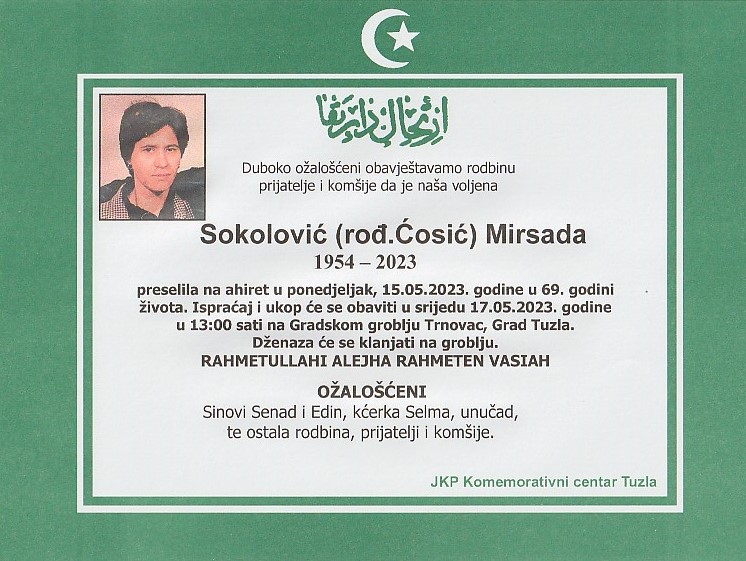 ارتحال دار بقا
Duboko ožalošćeni obavještavamo rodbinu
prijatelje i komšije da je naša voljena
Sokolović (rođ.Ćosić) Mirsada
1954 – 2023
preselila na ahiret u ponedjeljak, 15.05.2023. godine u 69. godini
života. Ispraćaj i ukop će se obaviti u srijedu 17.05.2023. godine
u 13:00 sati na Gradskom groblju Trnovac, Grad Tuzla.
Dženaza će se klanjati na groblju.
RAHMETULLAHI ALEJHA RAHMETEN VASIAH
OŽALOŠĆENI
Sinovi Senad i Edin, kćerka Selma, unučad,
te ostala rodbina, prijatelji i komšije.
JKP Komemorativni centar Tuzla